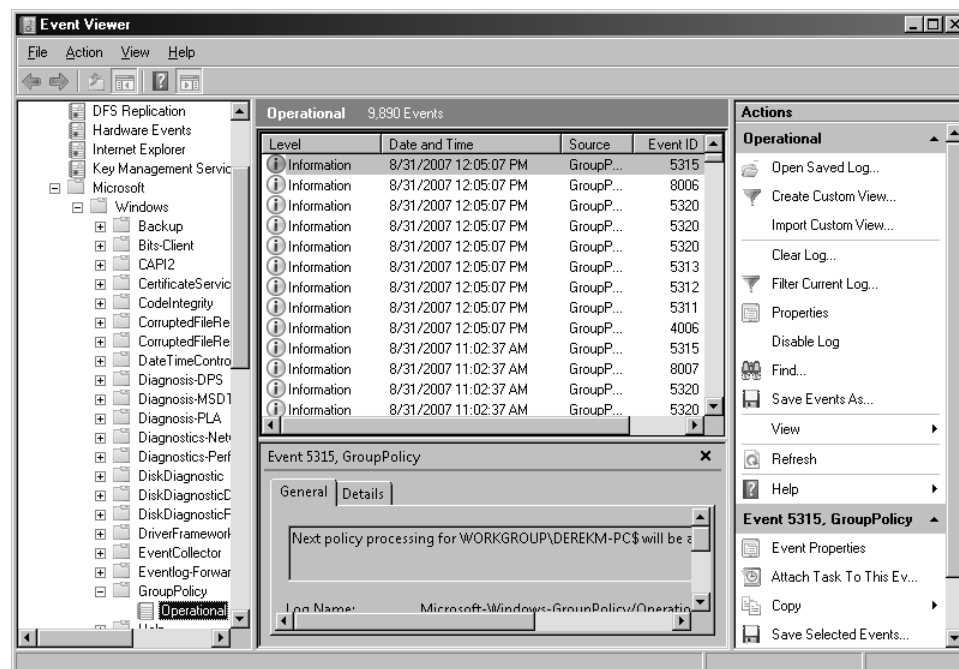 Event Viewer
File Action View Help
DFS Replication
Hardware Events
Internet Explorer
Key Management Servic
Microsoft
Windows
Backup
Bits-Client
CAPI2
CertificateServic
CodeIntegrity
CorruptedFileRe
CorruptedFileRe
DateTimeContro
Diagnosis-DPS
Diagnosis-MSDT
Diagnosis-PLA
Diagnostics-Net
Diagnostics-Perf
DiskDiagnostic
DiskDiagnosticD
DiskDiagnosticF
DriverFramework
EventCollector
Eventlog-Forwar
GroupPolicy
Operational
Operational 9,890 Events
Level Date and Time Source Event ID
Information 8/31/2007 12:05:07 PM GroupP... 5315
Information 8/31/2007 12:05:07 PM GroupP... 8006
Information 8/31/2007 12:05:07 PM GroupP... 5320
Information 8/31/2007 12:05:07 PM GroupP... 5320
Information 8/31/2007 12:05:07 PM GroupP... 5320
Information 8/31/2007 12:05:07 PM GroupP... 5313
Information 8/31/2007 12:05:07 PM GroupP... 5312
Information 8/31/2007 12:05:07 PM GroupP... 5311
Information 8/31/2007 12:05:07 PM GroupP... 4006
Information 8/31/2007 11:02:37 AM GroupP... 5315
Information 8/31/2007 11:02:37 AM GroupP... 8007
Information 8/31/2007 11:02:37 AM GroupP... 5320
Information 8/31/2007 11:02:37 AM GroupP... 5320
Event 5315, GroupPolicy
General Details
Next policy processing for WORKGROUP\DEREKM-PC$ will be a
Log Name: Microsoft-Windows-GroupPolicy/Operatio
Actions
Operational
Open Saved Log...
Create Custom View...
Import Custom View...
Clear Log...
Filter Current Log...
Properties
Disable Log
Find...
Save Events As...
View
Refresh
Help
Event 5315, GroupPolicy
Event Properties
Attach Task To This Ev...
Copy
Save Selected Events...